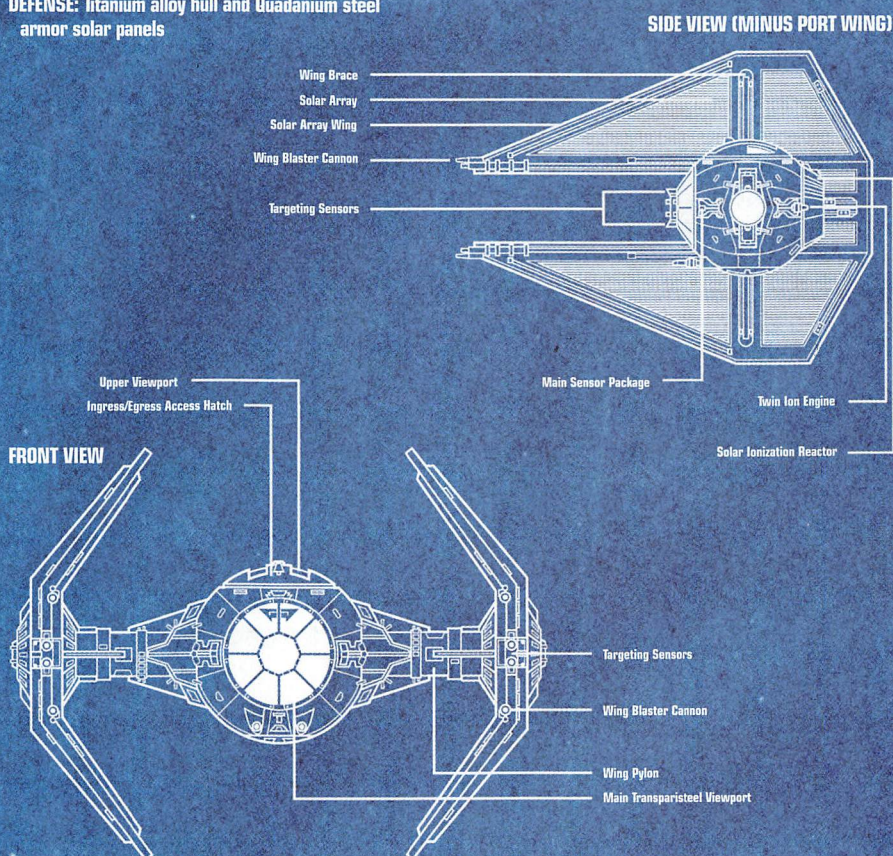 DEFENSE: Titanium alloy hull and Quadanium steel
armor solar panels
SIDE VIEW (MINUS PORT WING)
Wing Brace
Solar Array
Solar Array Wing
Wing Blaster Cannon
Targeting Sensors
Main Sensor Package
Twin Ion Engine
Solar Ionization Reactor
Upper Viewport
Ingress/Egress Access Hatch
FRONT VIEW
Targeting Sensors
Wing Blaster Cannon
Wing Pylon
Main Transparisteel Viewport